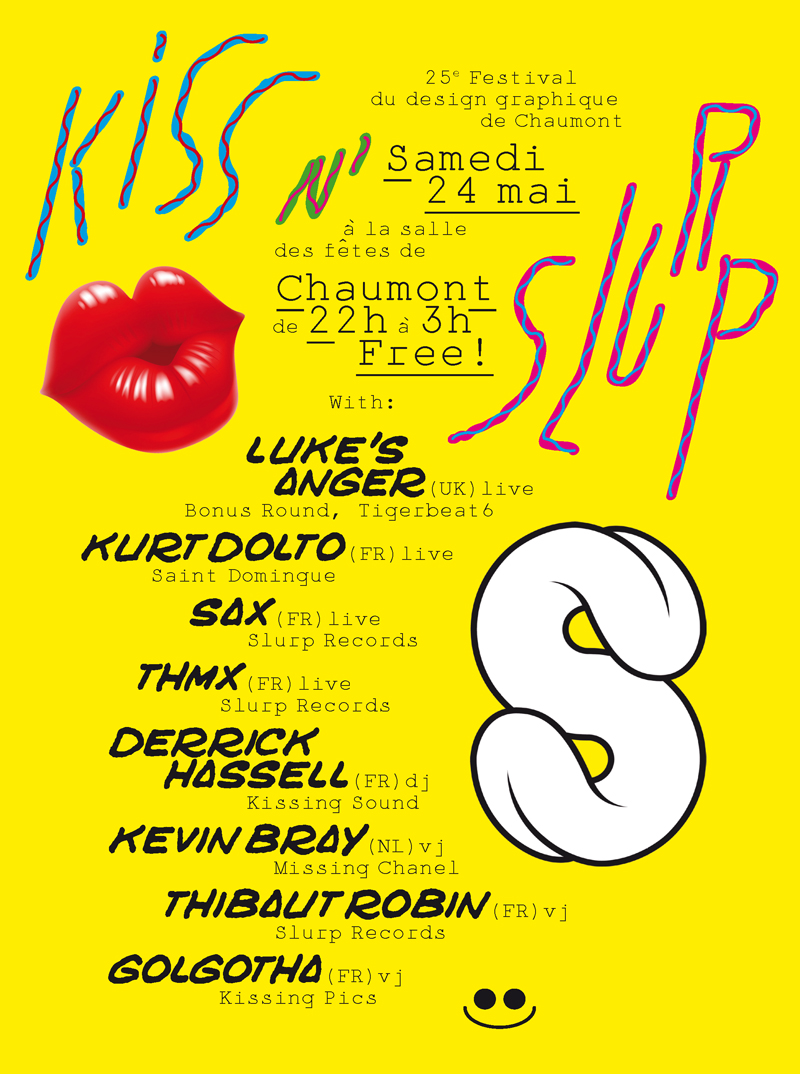 Kiss
N'
SLURP
25e Festival
du design graphique
de Chaumont
Samedi
24 mai
à la salle
des fêtes de
Chaumont
de 22h à 3h
Free!
With:
LUKE'S
ANGER (UK) live
Bonus Round, Tigerbeat6
KURT DOLTO (FR) live
Saint Domingue
SAX (FR) live
Slurp Records
THMX (FR) live
Slurp Records
DERRICK
HASSELL (FR) dj
Kissing Sound
KEVIN BRAY (NL) vj
Missing Chanel
THIBAUT ROBIN (FR) vj
Slurp Records
GOLGOTHA (FR) vj
Kissing Pics
S